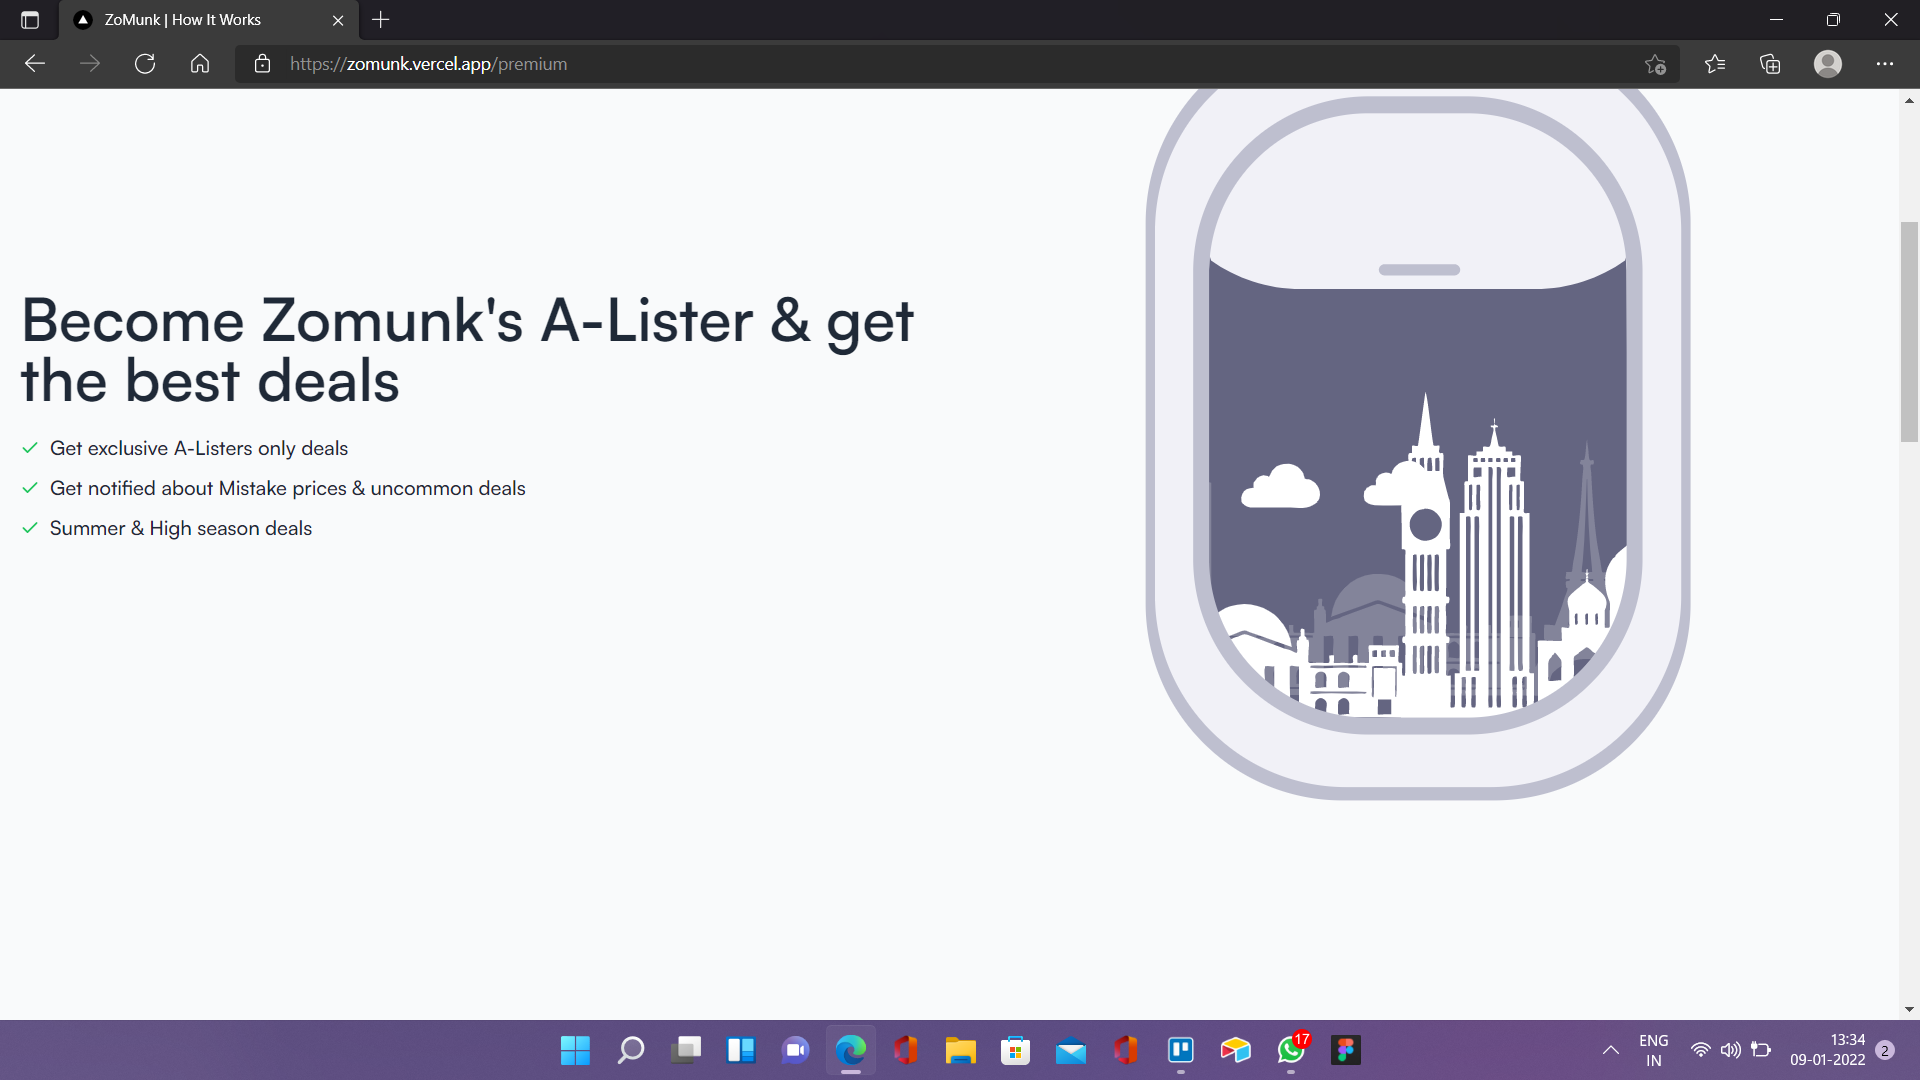 ZoMunk | How It Works
https://zomunk.vercel.app/premium
Become Zomunk's A-Lister & get
the best deals
Get exclusive A-Listers only deals
Get notified about Mistake prices & uncommon deals
Summer & High season deals
17
ENG
IN
13:34
09-01-2022
2